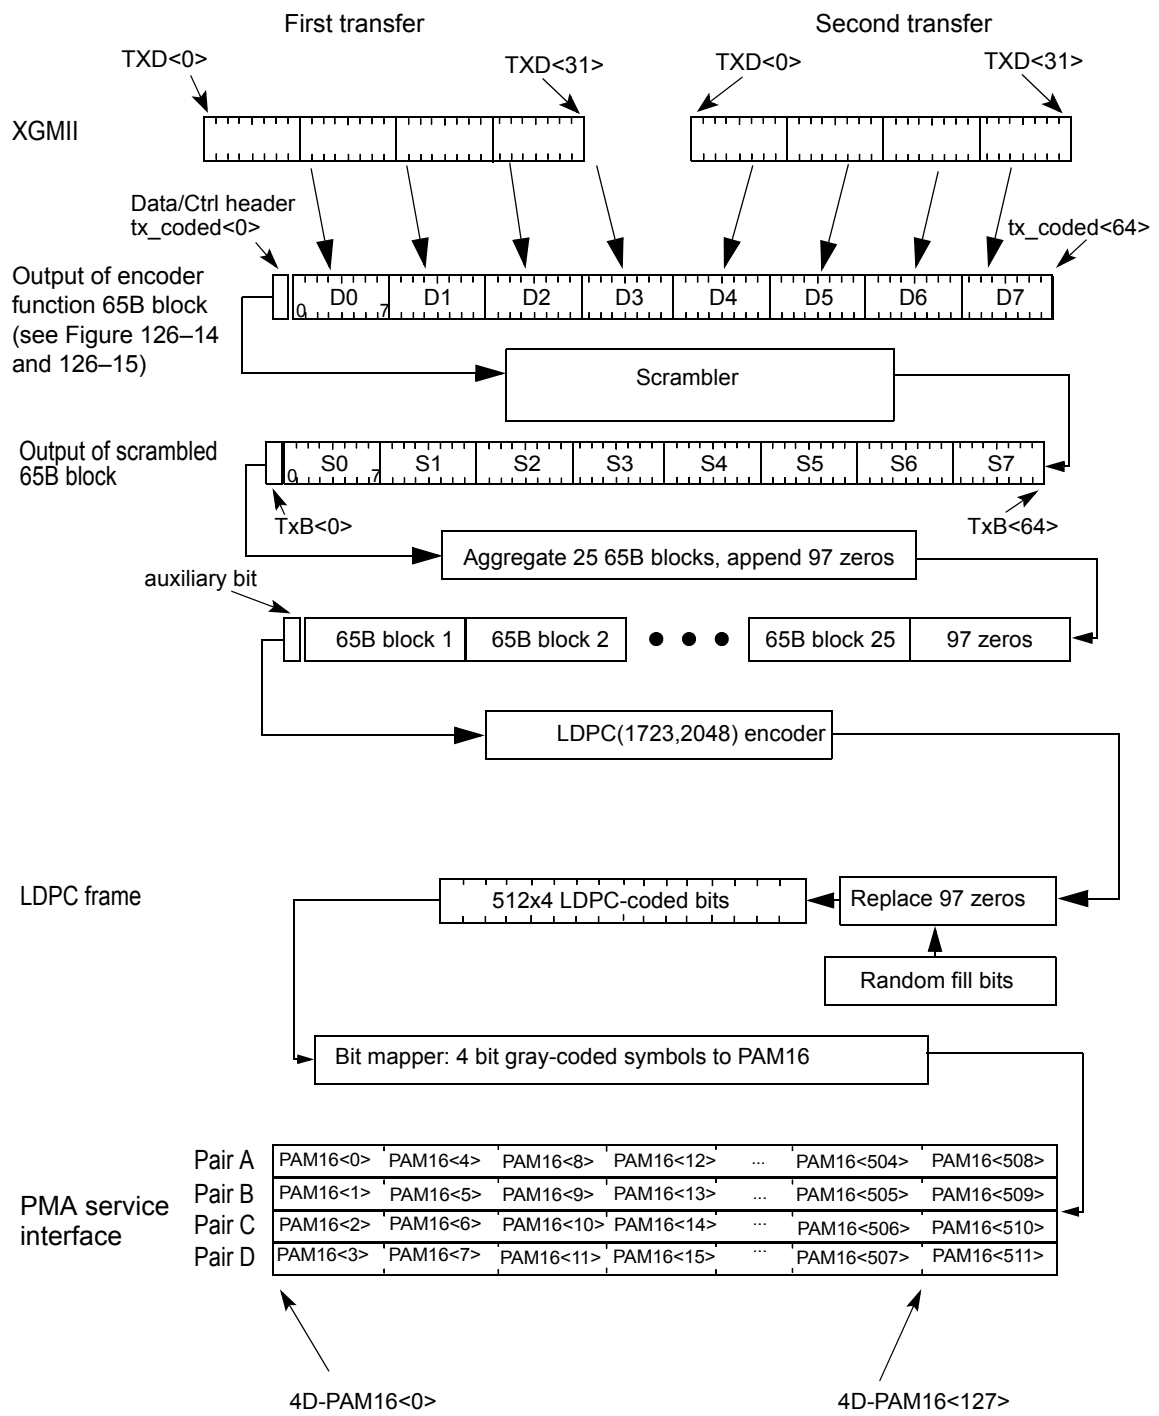 First transfer
Second transfer
TXD<0>
TXD<31>
TXD<0>
TXD<31>
XGMII
Data/Ctrl header
tx_coded<0>
tx_coded<64>
Output of encoder
function 65B block
(see Figure 126–14
and 126–15)
0 D0 7 D1 D2 D3 D4 D5 D6 D7
Scrambler
Output of scrambled
65B block
0 S0 7 S1 S2 S3 S4 S5 S6 S7
TxB<0>
TxB<64>
Aggregate 25 65B blocks, append 97 zeros
auxiliary bit
65B block 1 65B block 2 ● ● ● 65B block 25 97 zeros
LDPC(1723,2048) encoder
LDPC frame
512x4 LDPC-coded bits
Replace 97 zeros
Random fill bits
Bit mapper: 4 bit gray-coded symbols to PAM16
PMA service
interface
Pair A PAM16<0> PAM16<4> PAM16<8> PAM16<12> ... PAM16<504> PAM16<508>
Pair B PAM16<1> PAM16<5> PAM16<9> PAM16<13> ... PAM16<505> PAM16<509>
Pair C PAM16<2> PAM16<6> PAM16<10> PAM16<14> ... PAM16<506> PAM16<510>
Pair D PAM16<3> PAM16<7> PAM16<11> PAM16<15> ... PAM16<507> PAM16<511>
4D-PAM16<0>
4D-PAM16<127>